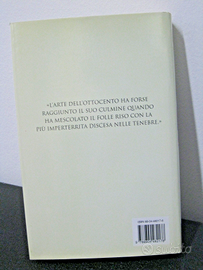 «L'ARTE DELL'OTTOCENTO HA FORSE
RAGGIUNTO IL SUO CULMINE QUANDO
HA MESCOLATO IL FOLLE RISO CON LA
PIÙ IMPERTERRITA DISCESA NELLE TENEBRE.»
subito